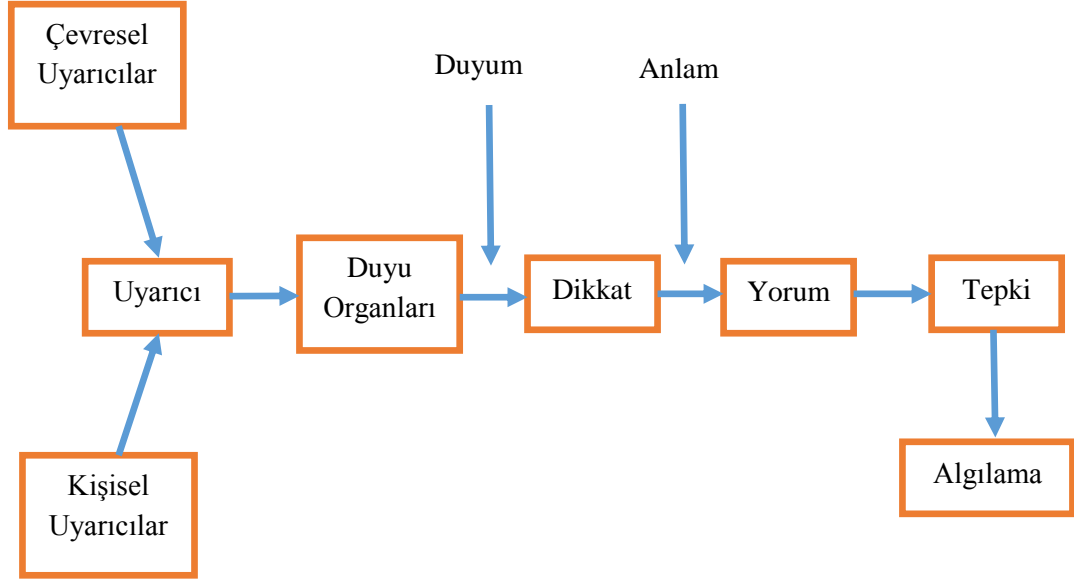 Çevresel
Uyarıcılar
Duyum
Anlam
Uyarıcı
Duyu
Organları
Dikkat
Yorum
Tepki
Kişisel
Uyarıcılar
Algılama